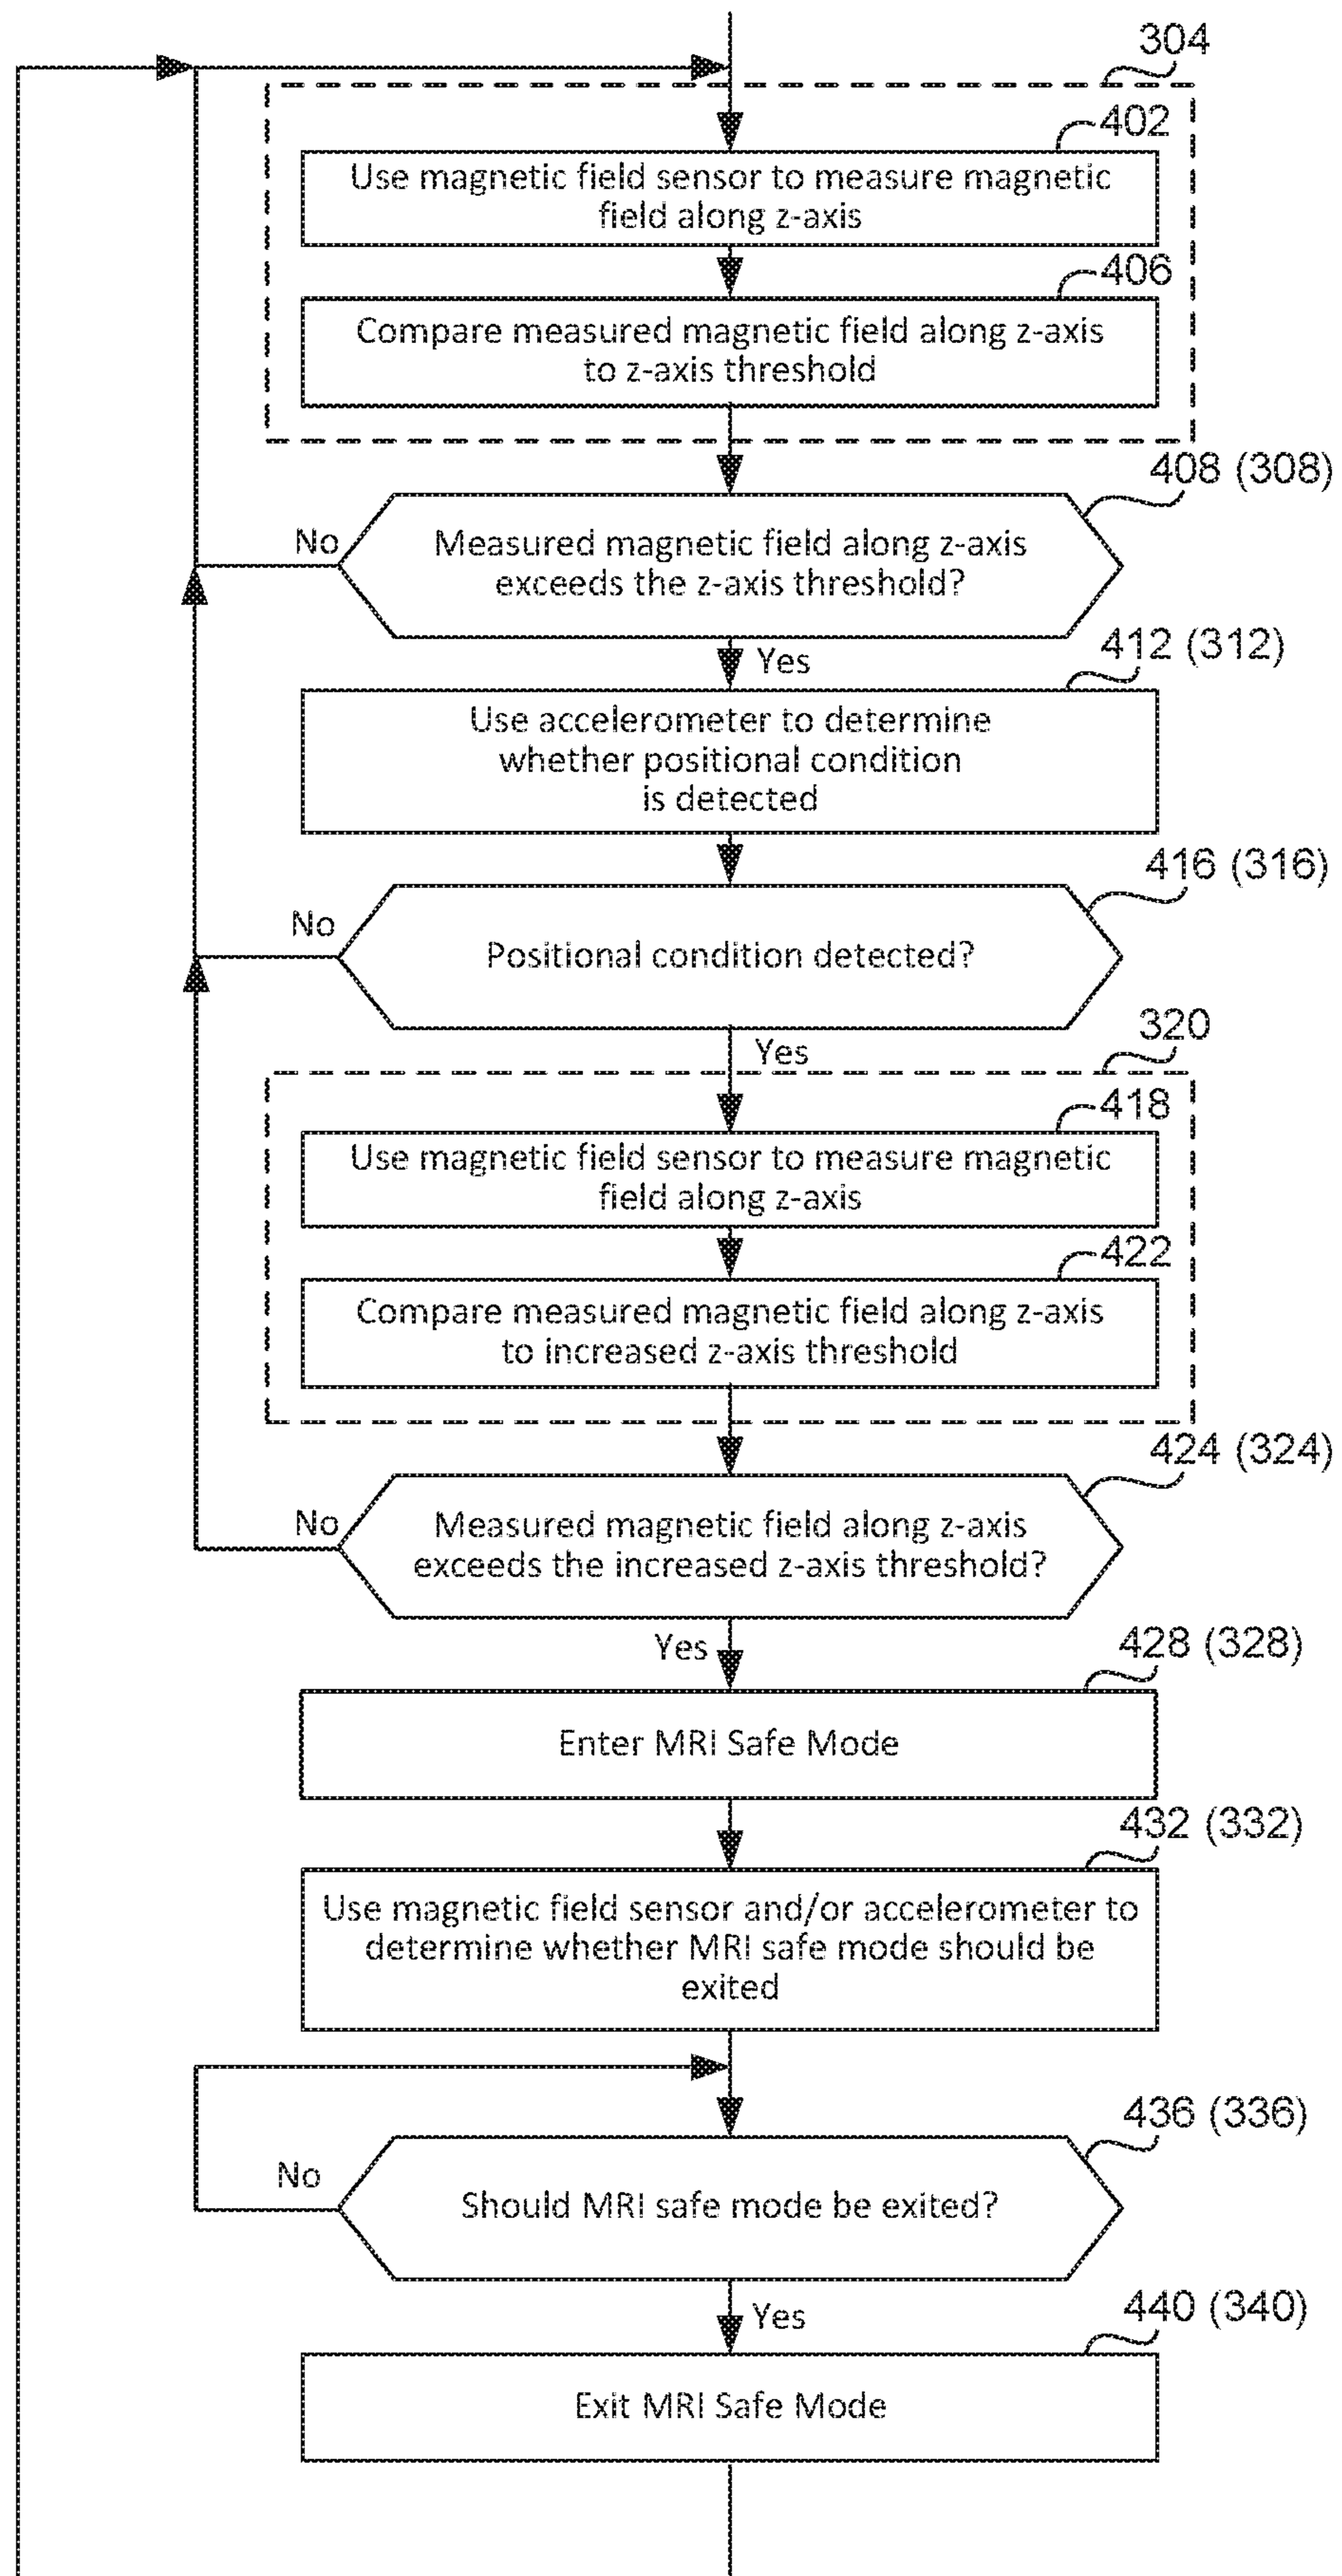 304
402
Use magnetic field sensor to measure magnetic
field along z-axis
406
Compare measured magnetic field along z-axis
to z-axis threshold
408 (308)
No
Measured magnetic field along z-axis
exceeds the z-axis threshold?
Yes
412 (312)
Use accelerometer to determine
whether positional condition
is detected
416 (316)
No
Positional condition detected?
Yes
320
418
Use magnetic field sensor to measure magnetic
field along z-axis
422
Compare measured magnetic field along z-axis
to increased z-axis threshold
424 (324)
No
Measured magnetic field along z-axis
exceeds the increased z-axis threshold?
Yes
428 (328)
Enter MRI Safe Mode
432 (332)
Use magnetic field sensor and/or accelerometer to
determine whether MRI safe mode should be
exited
436 (336)
No
Should MRI safe mode be exited?
Yes
440 (340)
Exit MRI Safe Mode